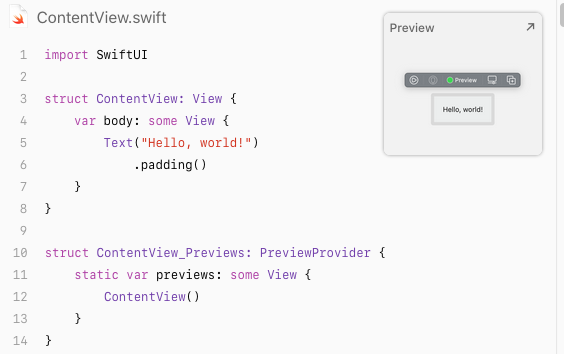 ContentView.swift
Preview
1 import SwiftUI
2
3 struct ContentView: View {
4     var body: some View {
5         Text("Hello, world!")
6             .padding()
7     }
8 }
9
10 struct ContentView_Previews: PreviewProvider {
11     static var previews: some View {
12         ContentView()
13     }
14 }
Preview
Hello, world!